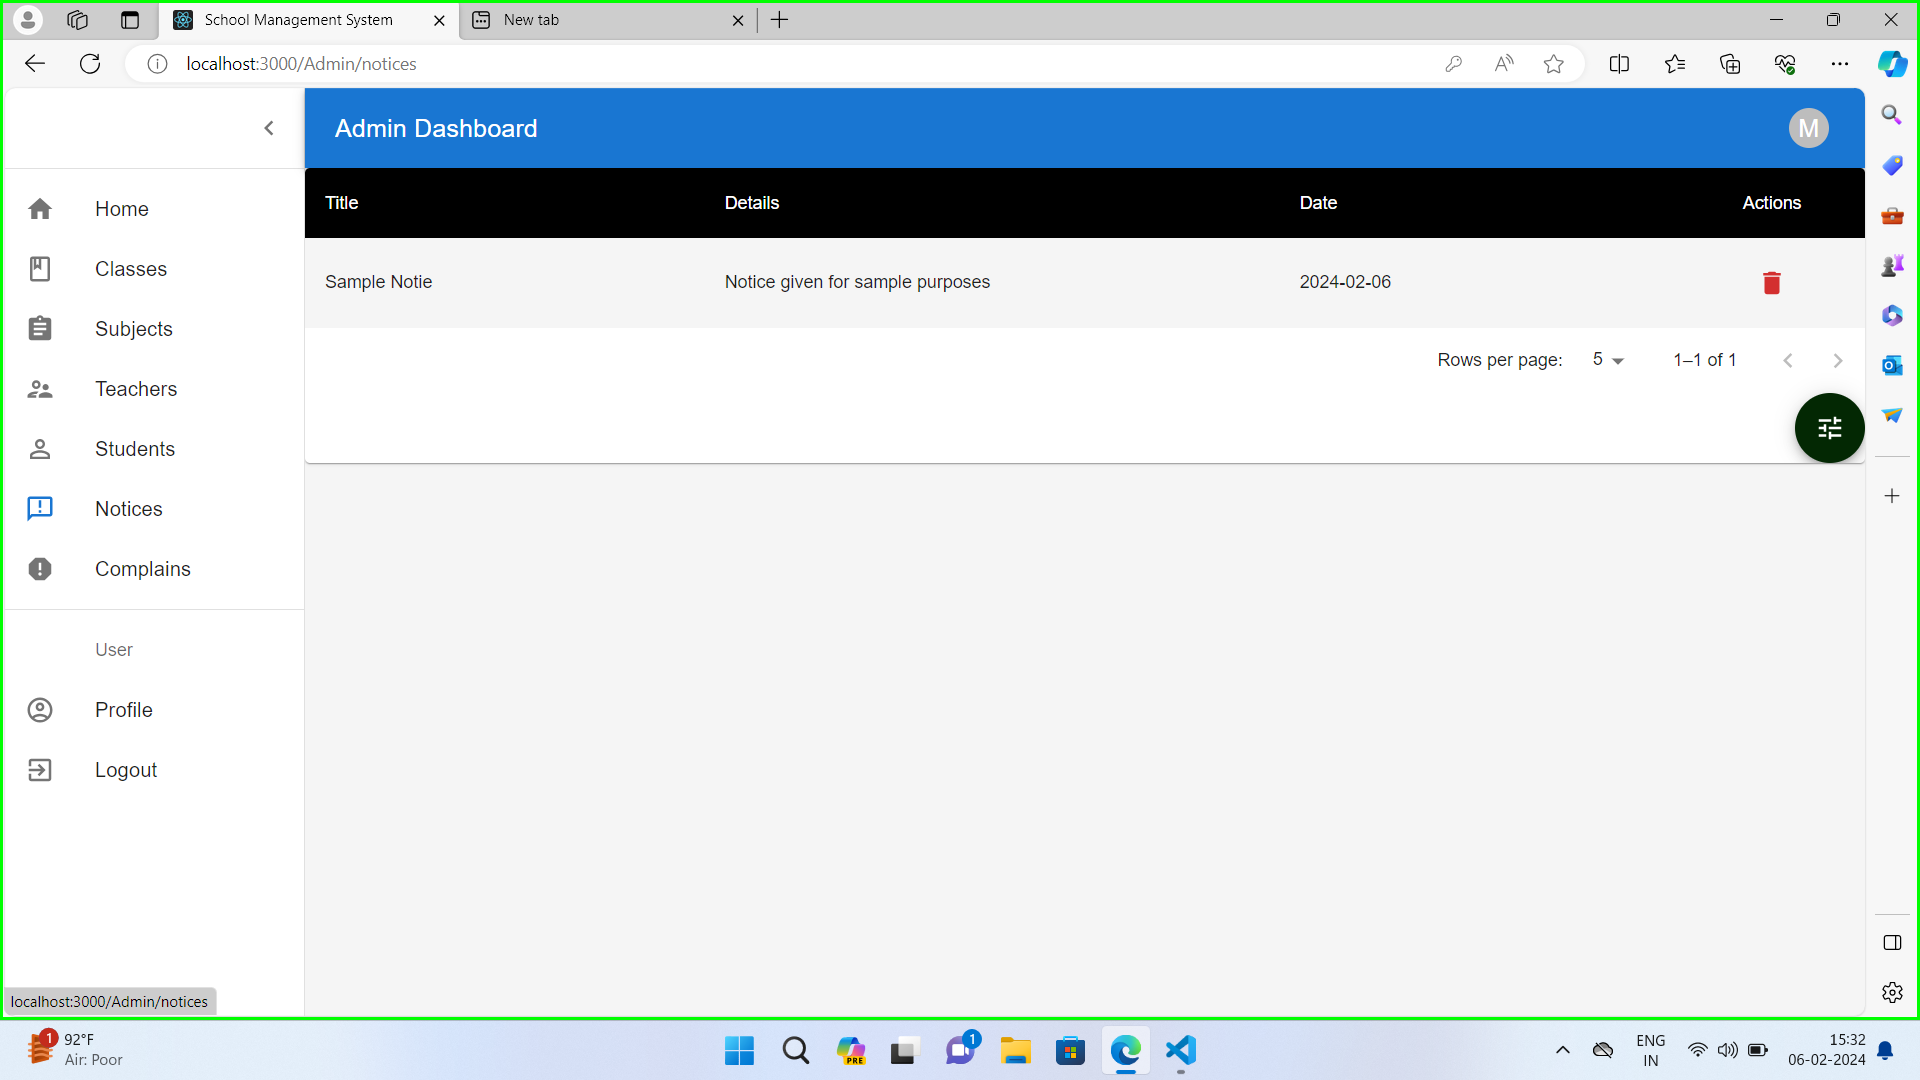 School Management System
New tab
localhost:3000/Admin/notices
Admin Dashboard
M
Title Details Date Actions
Home
Classes
Subjects
Teachers
Students
Notices
Complains
User
Profile
Logout
Sample Notie Notice given for sample purposes 2024-02-06
Rows per page: 5 1–1 of 1
localhost:3000/Admin/notices
1
92°F
Air: Poor
PRE
1
ENG
IN
15:32
06-02-2024